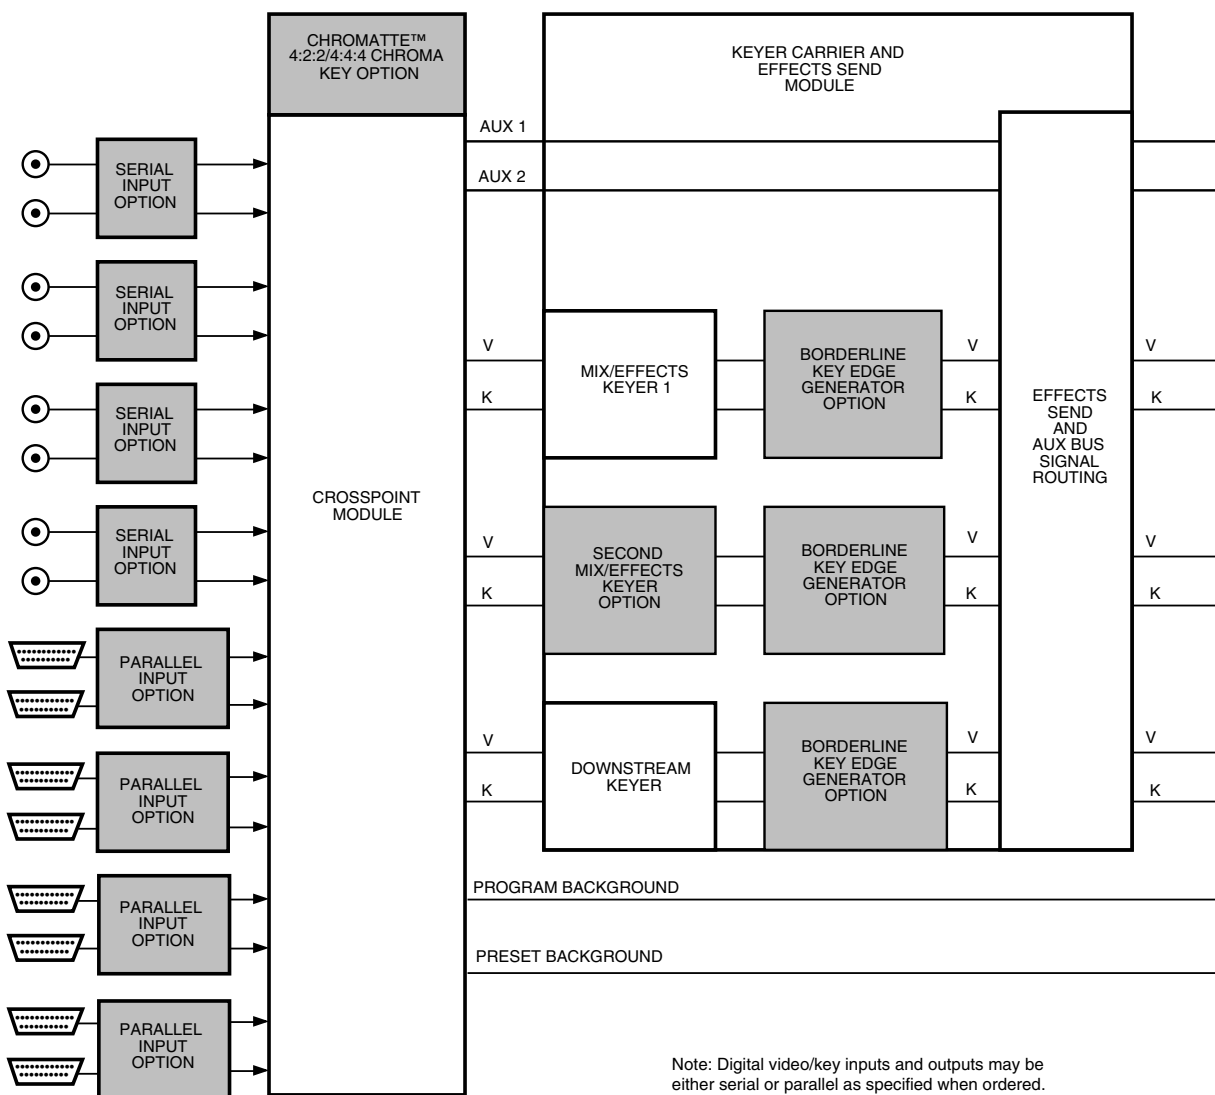 CHROMATTE™
4:2:2/4:4:4 CHROMA
KEY OPTION
KEYER CARRIER AND
EFFECTS SEND
MODULE
AUX 1
AUX 2
SERIAL
INPUT
OPTION
SERIAL
INPUT
OPTION
SERIAL
INPUT
OPTION
SERIAL
INPUT
OPTION
PARALLEL
INPUT
OPTION
PARALLEL
INPUT
OPTION
PARALLEL
INPUT
OPTION
PARALLEL
INPUT
OPTION
CROSSPOINT
MODULE
V
K
MIX/EFFECTS
KEYER 1
BORDERLINE
KEY EDGE
GENERATOR
OPTION
V
K
V
K
V
K
SECOND
MIX/EFFECTS
KEYER
OPTION
BORDERLINE
KEY EDGE
GENERATOR
OPTION
V
K
V
K
V
K
DOWNSTREAM
KEYER
BORDERLINE
KEY EDGE
GENERATOR
OPTION
V
K
V
K
EFFECTS
SEND
AND
AUX BUS
SIGNAL
ROUTING
PROGRAM BACKGROUND
PRESET BACKGROUND
Note: Digital video/key inputs and outputs may be
either serial or parallel as specified when ordered.